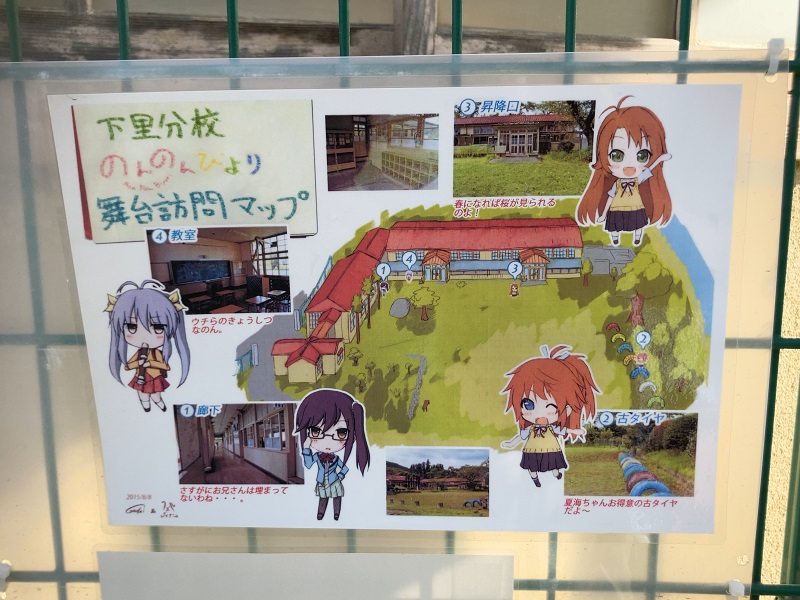 下里分校
のんのんびより
舞台訪問マップ
③ 昇降口
春になれば桜が見られる
のよ!
④ 教室
ウチらのきょうしつ
なのん。
1
4
3
2
① 廊下
さすがにお兄さんは埋まって
ないわね・・・。
② 古タイヤ
夏海ちゃんお得意の古タイヤ
だよ~
2015/8/8
&